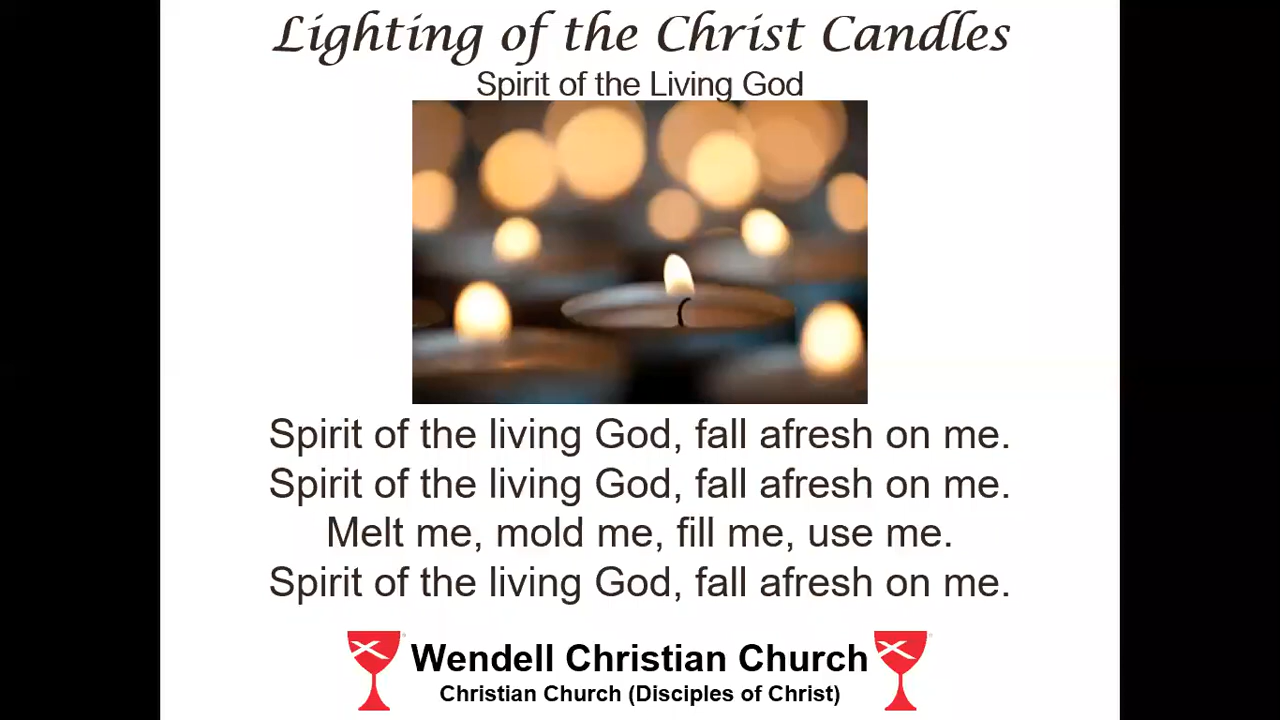 Lighting of the Christ Candles
Spirit of the Living God
Spirit of the living God, fall afresh on me.
Spirit of the living God, fall afresh on me.
Melt me, mold me, fill me, use me.
Spirit of the living God, fall afresh on me.
Wendell Christian Church
Christian Church (Disciples of Christ)